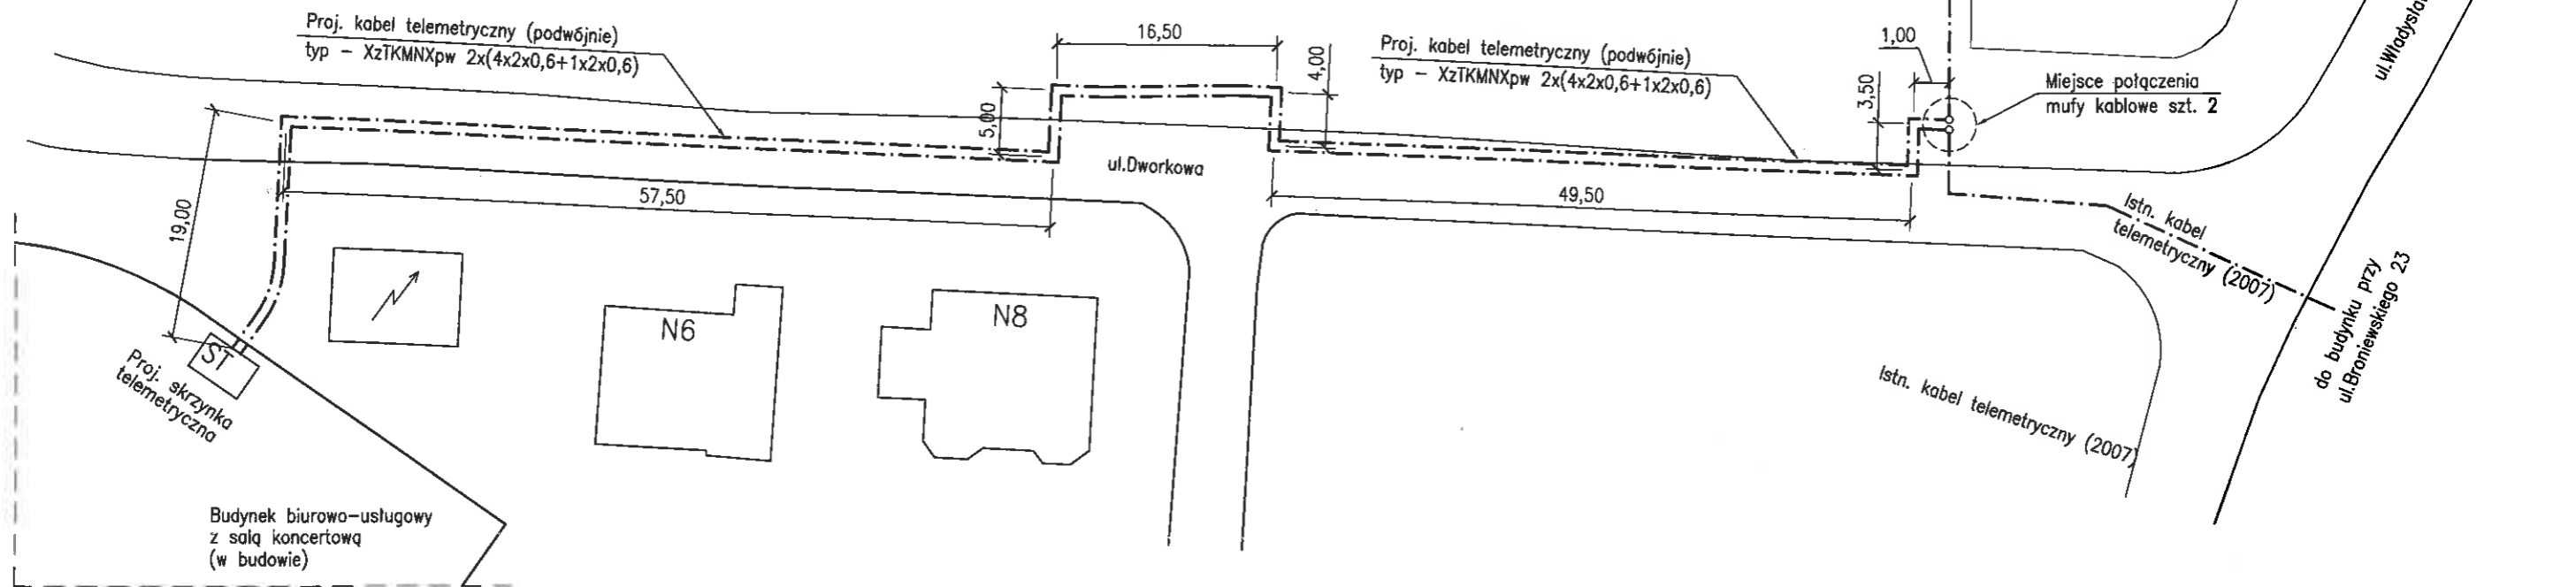 Proj. kabel telemetryczny (podwójnie)
typ – XzTKMNXpw 2x(4x2x0,6+1x2x0,6)
16,50
4,00
5,00
Proj. kabel telemetryczny (podwójnie)
typ – XzTKMNXpw 2x(4x2x0,6+1x2x0,6)
1,00
3,50
Miejsce połączenia
mufy kablowe szt. 2
ul.Władysła
ul.Dworkowa
57,50
49,50
19,00
Istn. kabel
telemetryczny (2007)
do budynku przy
ul.Broniewskiego 23
N6
N8
ST
Proj. skrzynka
telemetryczna
Istn. kabel telemetryczny (2007)
Budynek biurowo–usługowy
z salą koncertową
(w budowie)